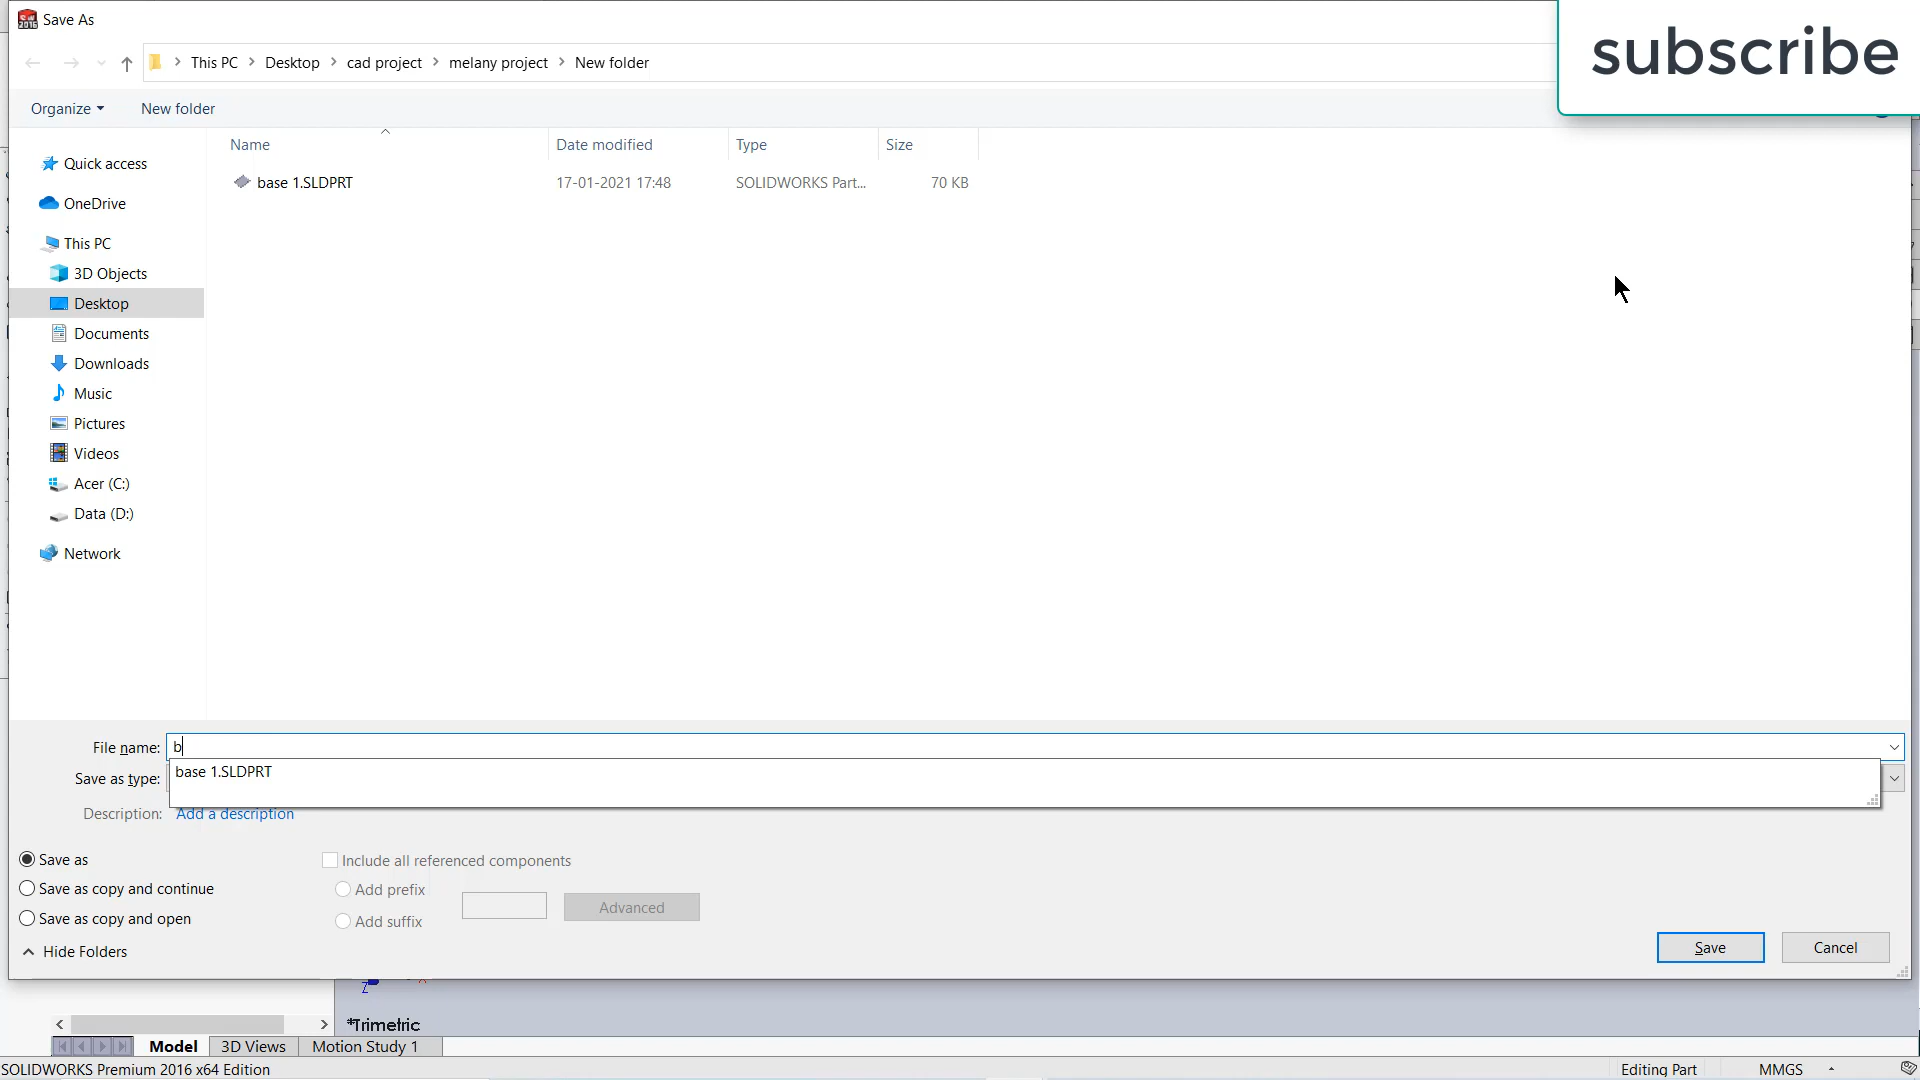 Save As
subscribe
This PC > Desktop > cad project > melany project > New folder
Organize
New folder
Name
Date modified
Type
Size
base 1.SLDPRT
17-01-2021 17:48
SOLIDWORKS Part...
70 KB
Quick access
OneDrive
This PC
3D Objects
Desktop
Documents
Downloads
Music
Pictures
Videos
Acer (C:)
Data (D:)
Network
File name: b
base 1.SLDPRT
Save as type:
Description: Add a description
Save as
Save as copy and continue
Save as copy and open
Include all referenced components
Add prefix
Add suffix
Advanced
Hide Folders
Save
Cancel
Z
*Trimetric
Model
3D Views
Motion Study 1
SOLIDWORKS Premium 2016 x64 Edition
Editing Part
MMGS